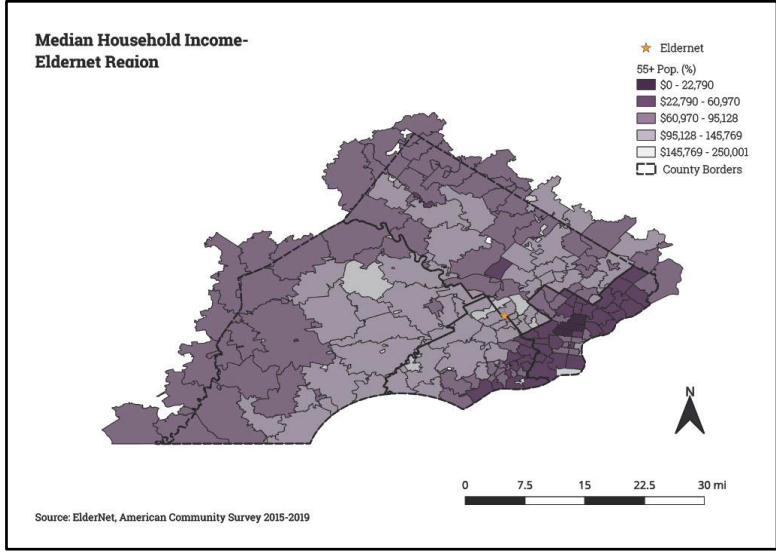 Median Household Income-
Eldernet Region
Eldernet
55+ Pop. (%)
$0 - 22,790
$22,790 - 60,970
$60,970 - 95,128
$95,128 - 145,769
$145,769 - 250,001
County Borders
N
0 7.5 15 22.5 30 mi
Source: ElderNet, American Community Survey 2015-2019